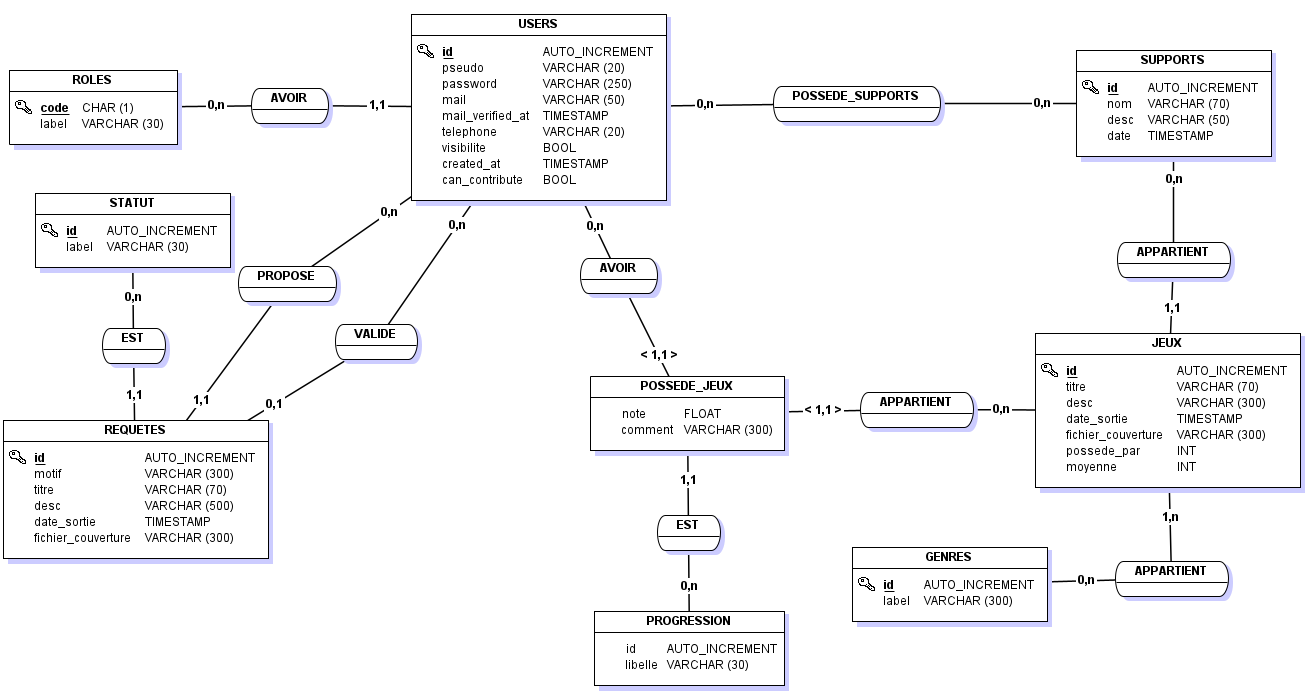 USERS
id AUTO_INCREMENT
pseudo VARCHAR (20)
password VARCHAR (250)
mail VARCHAR (50)
mail_verified_at TIMESTAMP
telephone VARCHAR (20)
visibilite BOOL
created_at TIMESTAMP
can_contribute BOOL
ROLES
code CHAR (1)
label VARCHAR (30)
0,n
AVOIR
1,1
0,n
POSSEDE_SUPPORTS
0,n
SUPPORTS
id AUTO_INCREMENT
nom VARCHAR (70)
desc VARCHAR (50)
date TIMESTAMP
0,n
APPARTIENT
1,1
STATUT
id AUTO_INCREMENT
label VARCHAR (30)
0,n
EST
1,1
0,n
PROPOSE
1,1
0,n
VALIDE
0,1
0,n
AVOIR
< 1,1 >
REQUETES
id AUTO_INCREMENT
motif VARCHAR (300)
titre VARCHAR (70)
desc VARCHAR (500)
date_sortie TIMESTAMP
fichier_couverture VARCHAR (300)
POSSEDE_JEUX
note FLOAT
comment VARCHAR (300)
< 1,1 >
APPARTIENT
0,n
JEUX
id AUTO_INCREMENT
titre VARCHAR (70)
desc VARCHAR (300)
date_sortie TIMESTAMP
fichier_couverture VARCHAR (300)
possede_par INT
moyenne INT
1,1
EST
0,n
PROGRESSION
id AUTO_INCREMENT
libelle VARCHAR (30)
1,n
APPARTIENT
0,n
GENRES
id AUTO_INCREMENT
label VARCHAR (300)